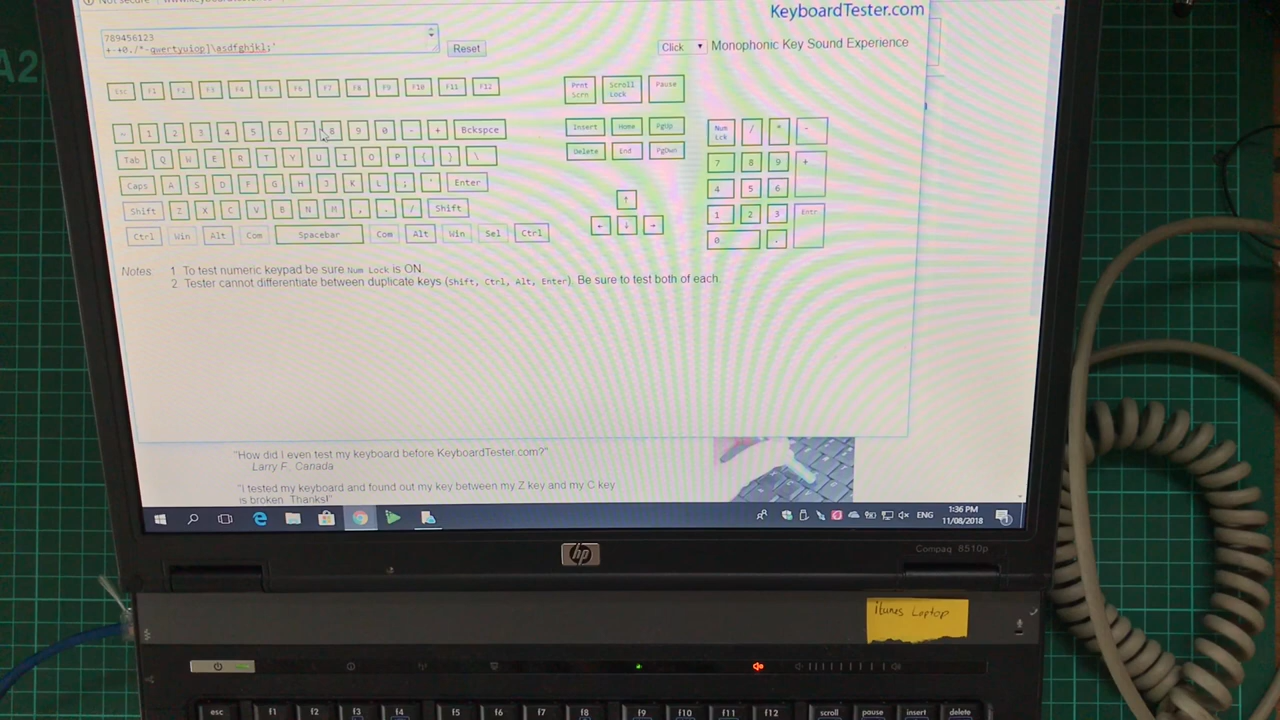 KeyboardTester.com
789456123
+-+0./*-qwertyuiop]\asdfghjkl;'
Reset
Click
Monophonic Key Sound Experience
Esc F1 F2 F3 F4 F5 F6 F7 F8 F9 F10 F11 F12
Prnt Scrn
Scroll Lock
Pause
1 2 3 4 5 6 7 8 9 0 - + Bckspce
Insert Home PgUp
Num Lck / * -
Tab Q W E R T Y U I O P { } \
Delete End PgDown
7 8 9 +
Caps A S D F G H J K L ; ' Enter
4 5 6
Shift Z X C V B N M , . / Shift
↑
1 2 3 Entr
Ctrl Win Alt Com Spacebar Com Alt Win Sel Ctrl
← ↓ →
0 .
Notes: 1 To test numeric keypad be sure Num Lock is ON
2 Tester cannot differentiate between duplicate keys (Shift, Ctrl, Alt, Enter). Be sure to test both of each.
"How did I even test my keyboard before KeyboardTester.com?"
Larry F., Canada
"I tested my keyboard and found out my key between my Z key and my C key
is broken. Thanks!"
ENG
1:36 PM
11/08/2018
hp
Compaq 8510p
A2
itunes Laptop
esc f1 f2 f3 f4 f5 f6 f7 f8 f9 f10 f11 f12 scroll pause insert delete